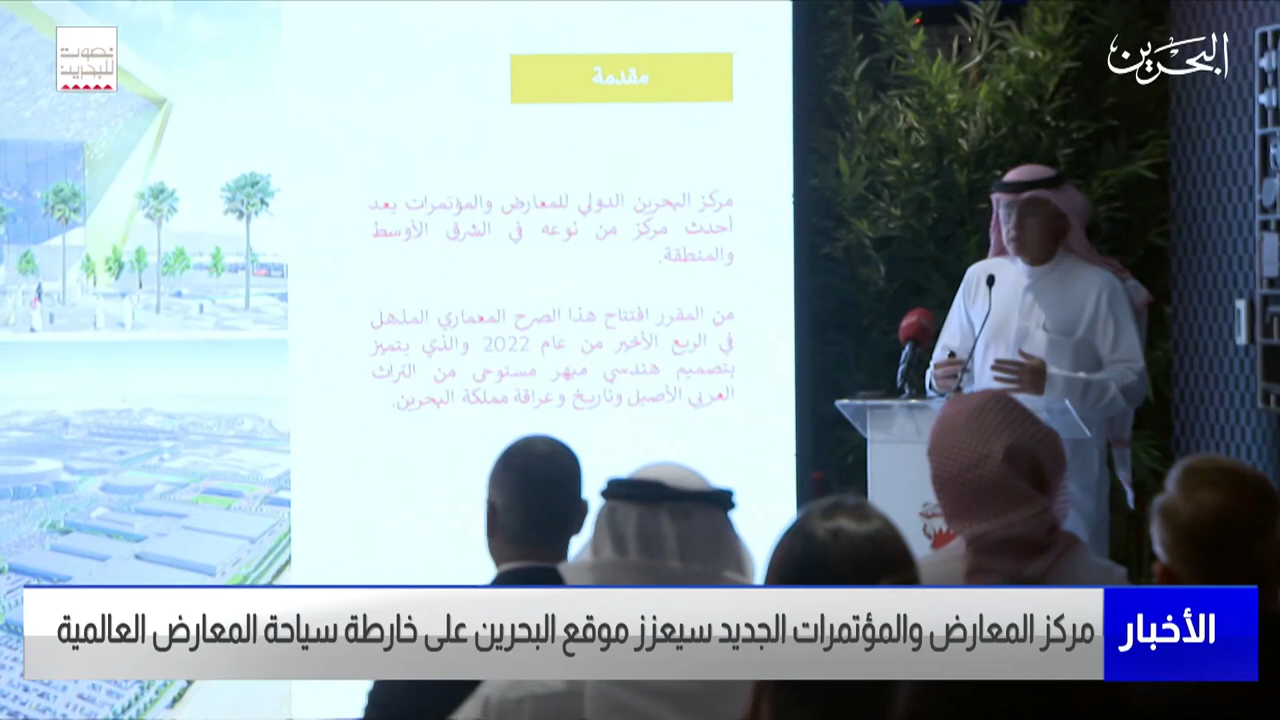 نصوت
للبحرين
البحرين
مقدمة
مركز البحرين الدولي للمعارض والمؤتمرات يعد
أحدث مركز من نوعه في الشرق الأوسط
والمنطقة.
من المقرر افتتاح هذا الصرح المعماري المذهل
في الربع الأخير من عام 2022 والذي يتميز
بتصميم هندسي مبهر مستوحى من التراث
العربي الأصيل وتاريخ وعراقة مملكة البحرين.
الأخبار
مركز المعارض والمؤتمرات الجديد سيعزز موقع البحرين على خارطة سياحة المعارض العالمية